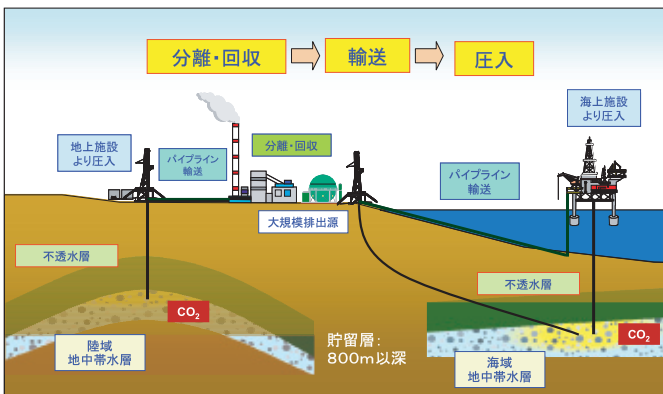 分離・回収
輸送
圧入
地上施設
より圧入
パイプライン
輸送
分離・回収
大規模排出源
パイプライン
輸送
海上施設
より圧入
不透水層
不透水層
CO₂
CO₂
陸域
地中帯水層
貯留層：
800m以深
海域
地中帯水層